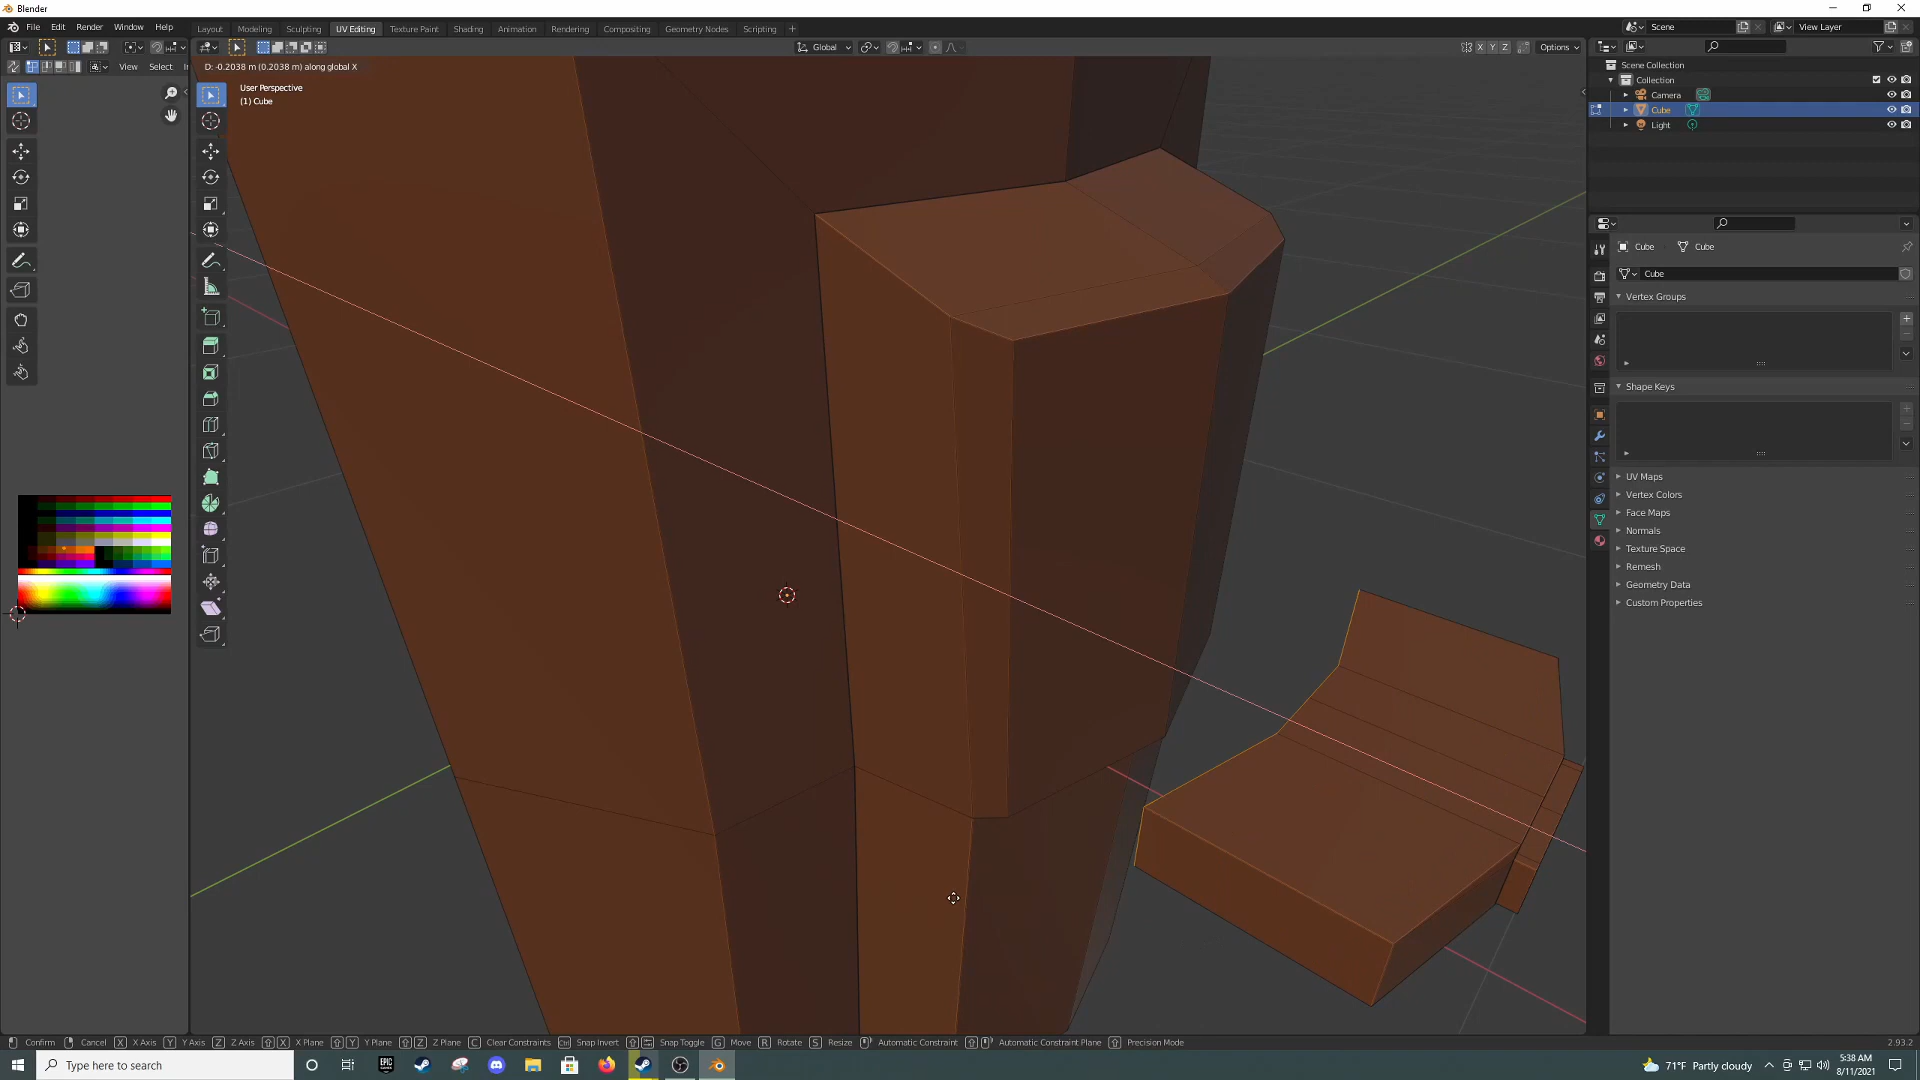 Blender
File Edit Render Window Help
Layout Modeling Sculpting UV Editing Texture Paint Shading Animation Rendering Compositing Geometry Nodes Scripting +
Scene
View Layer
Global
X Y Z
Options
View Select
D: -0.2038 m (0.2038 m) along global X
User Perspective
(1) Cube
Scene Collection
Collection
Camera
Cube
Light
Cube Cube
Cube
Vertex Groups
Shape Keys
UV Maps
Vertex Colors
Face Maps
Normals
Texture Space
Remesh
Geometry Data
Custom Properties
Confirm Cancel X X Axis Y Y Axis Z Z Axis X X Plane Y Y Plane Z Z Plane C Clear Constraints Ctrl Snap Invert Snap Toggle G Move R Rotate S Resize Automatic Constraint Automatic Constraint Plane Precision Mode
2.93.2
Type here to search
71°F Partly cloudy
5:38 AM
8/11/2021